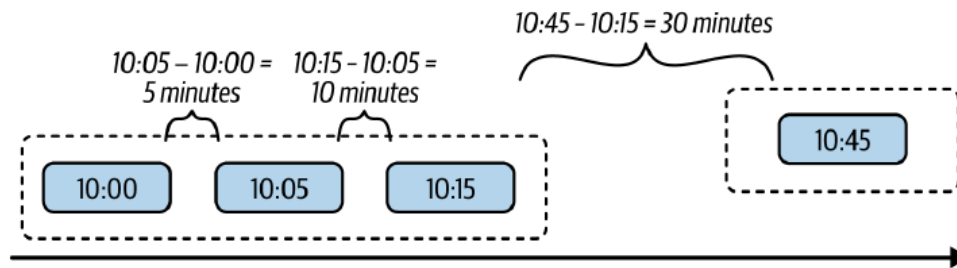 10:45 – 10:15 = 30 minutes
10:05 – 10:00 =
5 minutes
10:15 – 10:05 =
10 minutes
10:00
10:05
10:15
10:45